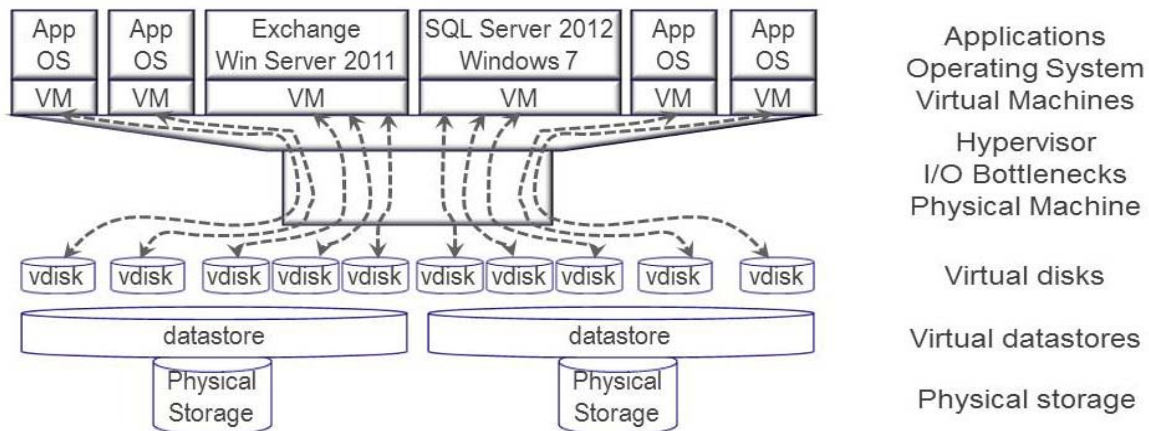 App App Exchange SQL Server 2012 App App
OS OS Win Server 2011 Windows 7 OS OS
VM VM VM VM VM VM
Applications
Operating System
Virtual Machines
Hypervisor
I/O Bottlenecks
Physical Machine
vdisk vdisk vdisk vdisk vdisk vdisk vdisk vdisk vdisk vdisk
Virtual disks
datastore datastore
Virtual datastores
Physical Physical
Storage Storage
Physical storage